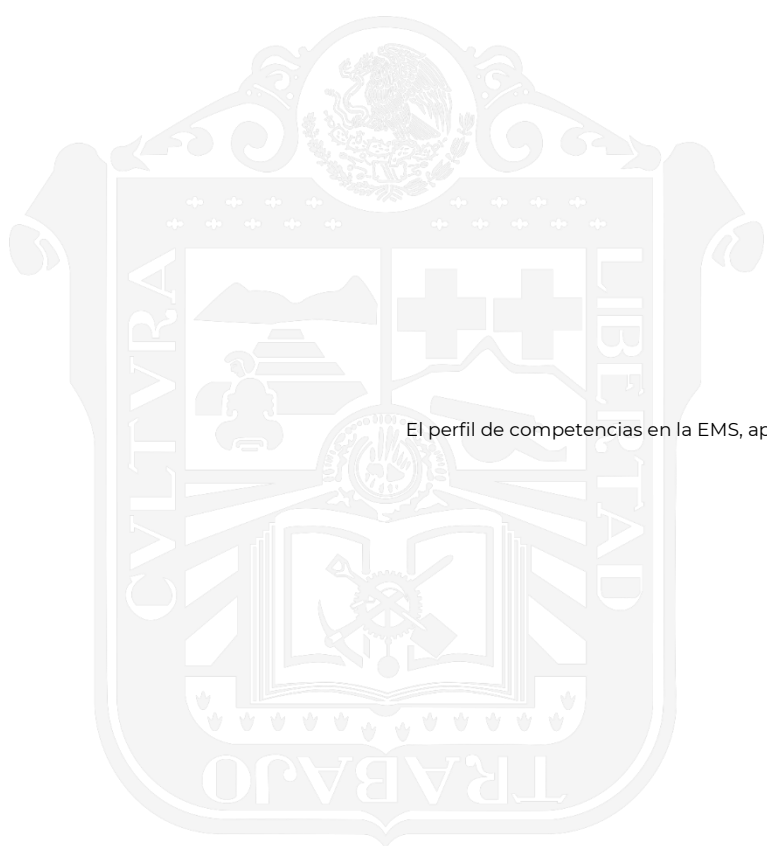 CVLTVRA
LIBERTAD
El perfil de competencias en la EMS, ap
TRABAJO